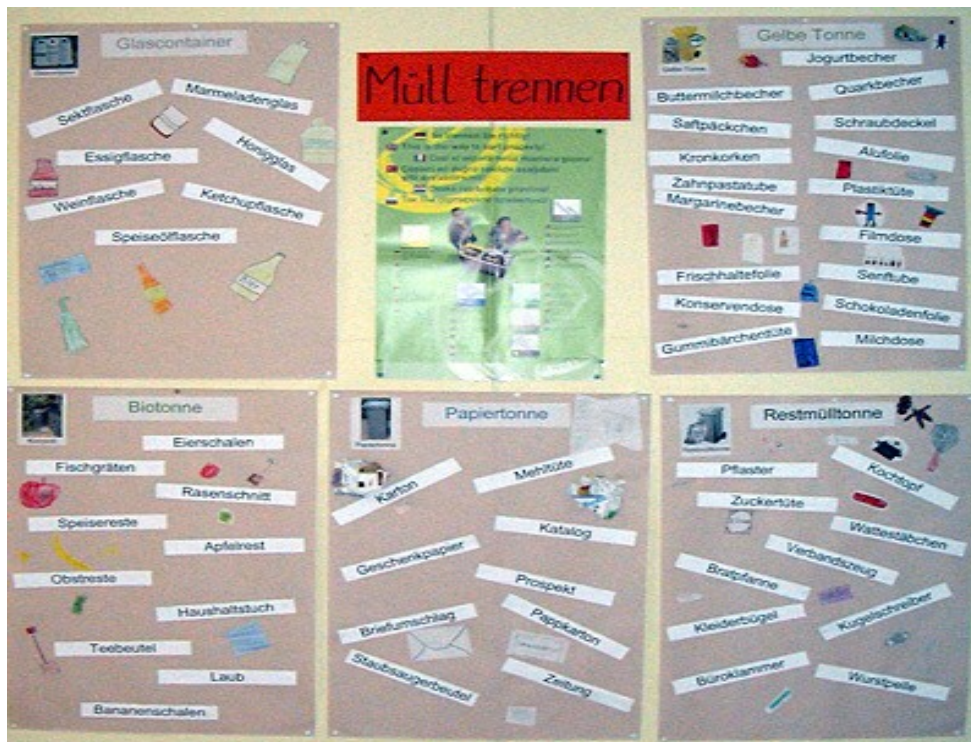 Glascontainer
Sektflasche
Marmeladenglas
Honigglas
Essigflasche
Weinflasche
Ketchupflasche
Speiseölflasche
Müll trennen
Gelbe Tonne
Gelbe Tonne
Jogurtbecher
Buttermilchbecher
Quarkbecher
Saftpäckchen
Schraubdeckel
Kronkorken
Alufolie
Zahnpastatube
Plastiktüte
Margarinebecher
Filmdose
Frischhaltefolie
Senftube
Konservendose
Schokoladenfolie
Gummibärchentüte
Milchdose
Biotonne
Eierschalen
Fischgräten
Rasenschnitt
Speisereste
Apfelrest
Obstreste
Haushaltstuch
Teebeutel
Laub
Bananenschalen
Papiertonne
Karton
Mehltüte
Katalog
Geschenkpapier
Prospekt
Briefumschlag
Pappkarton
Staubsaugerbeutel
Zeitung
Restmülltonne
Pflaster
Kochtopf
Zuckertüte
Wattestäbchen
Verbandszeug
Bratpfanne
Kleiderbügel
Kugelschreiber
Büroklammer
Wurstpelle